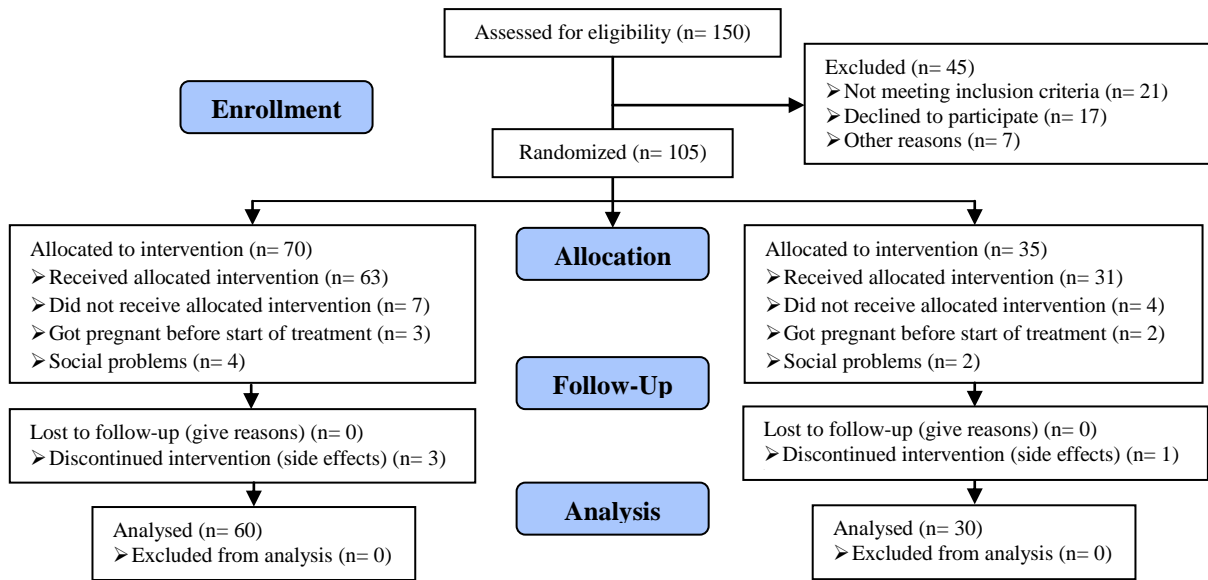 Assessed for eligibility (n= 150)
Excluded (n= 45)
➢Not meeting inclusion criteria (n= 21)
➢Declined to participate (n= 17)
➢Other reasons (n= 7)
Enrollment
Randomized (n= 105)
Allocated to intervention (n= 70)
➢Received allocated intervention (n= 63)
➢Did not receive allocated intervention (n= 7)
➢Got pregnant before start of treatment (n= 3)
➢Social problems (n= 4)
Allocation
Allocated to intervention (n= 35)
➢Received allocated intervention (n= 31)
➢Did not receive allocated intervention (n= 4)
➢Got pregnant before start of treatment (n= 2)
➢Social problems (n= 2)
Follow-Up
Lost to follow-up (give reasons) (n= 0)
➢Discontinued intervention (side effects) (n= 3)
Lost to follow-up (give reasons) (n= 0)
➢Discontinued intervention (side effects) (n= 1)
Analysis
Analysed (n= 60)
➢Excluded from analysis (n= 0)
Analysed (n= 30)
➢Excluded from analysis (n= 0)